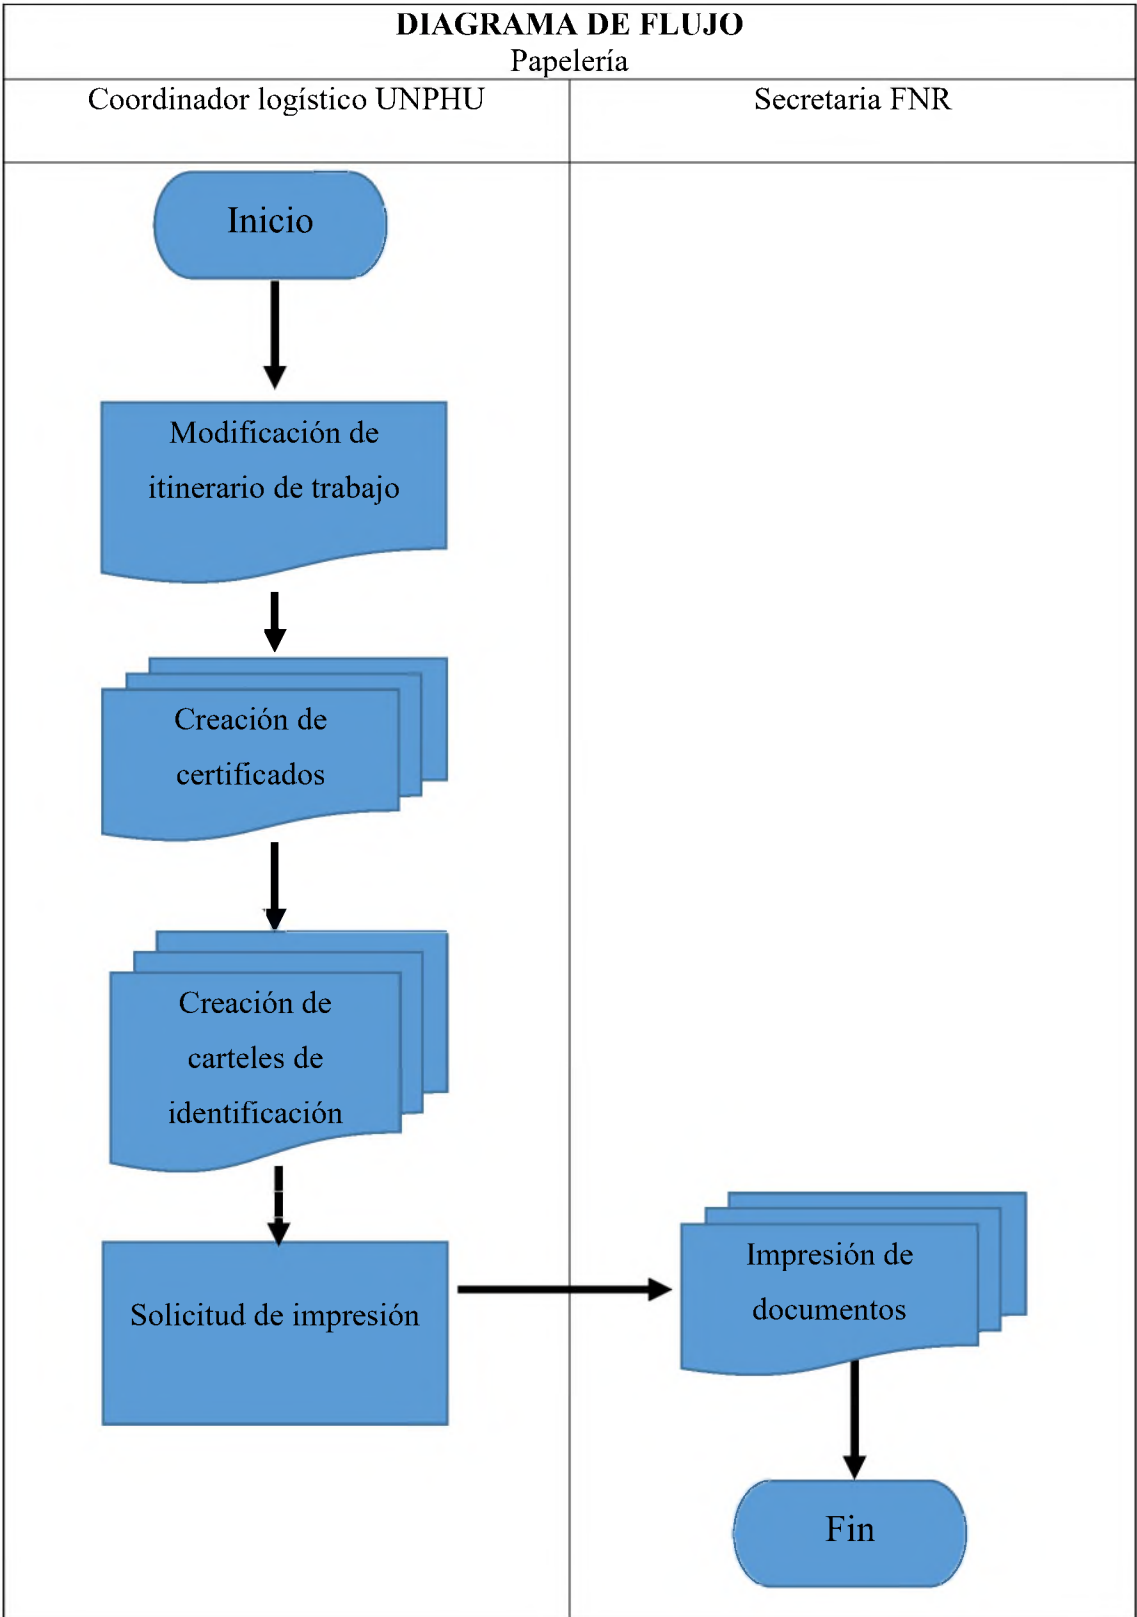 DIAGRAMA DE FLUJO
Papelería
Coordinador logístico UNPHU
Secretaria FNR
Inicio
Modificación de
itinerario de trabajo
Creación de
certificados
Creación de
carteles de
identificación
Solicitud de impresión
Impresión de
documentos
Fin